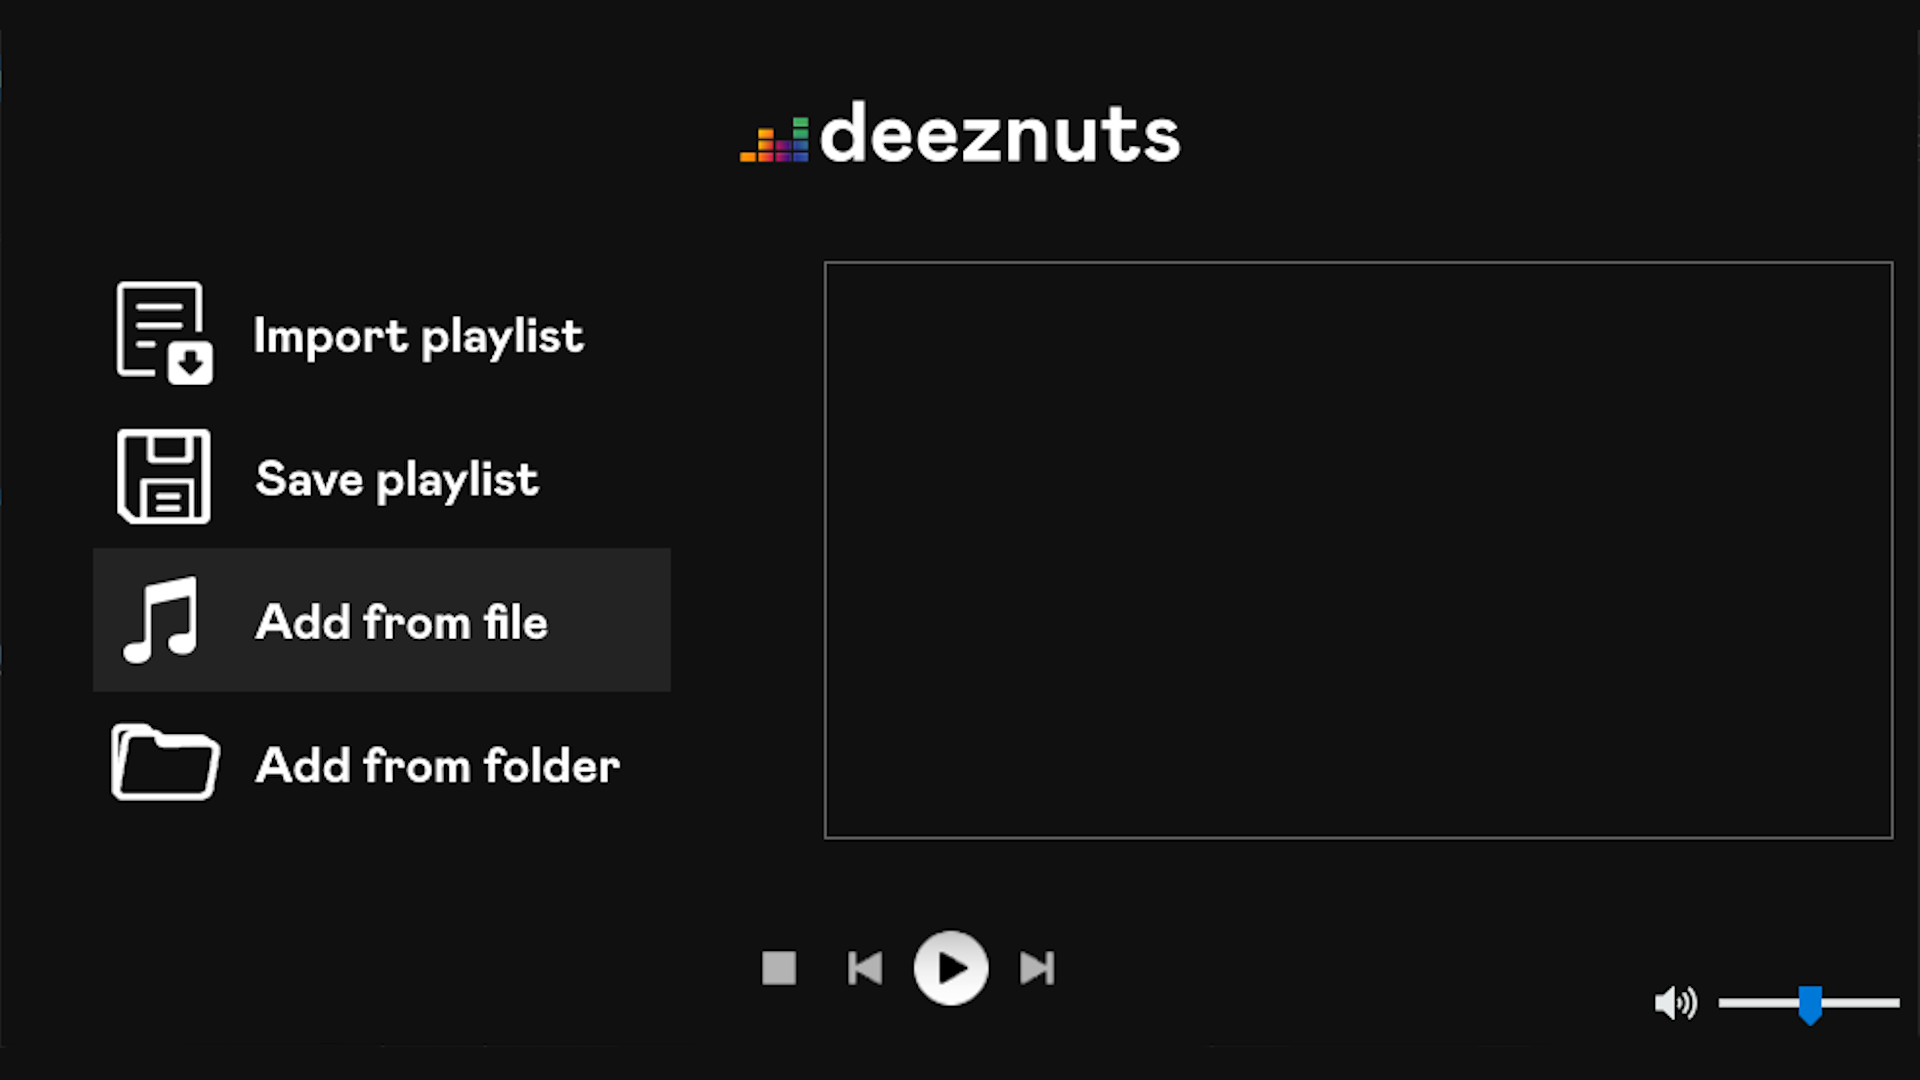 deeznuts
Import playlist
Save playlist
Add from file
Add from folder